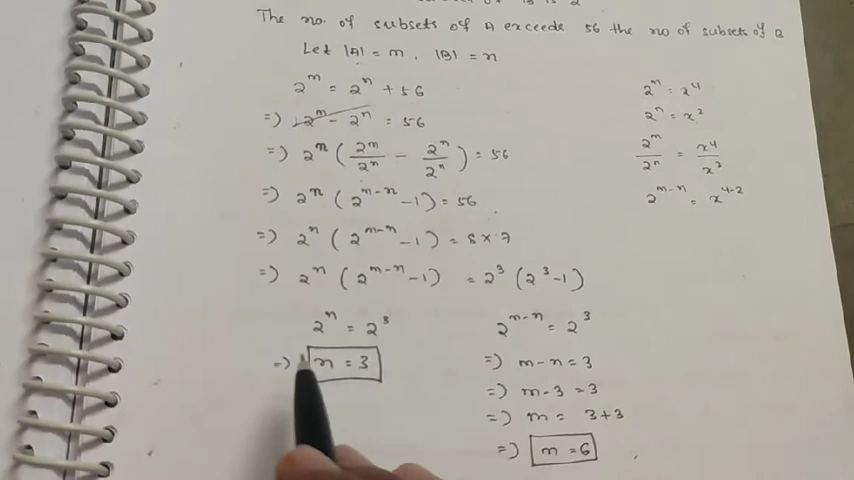 The no. of subsets of A exceede 56 the no of subsets of B
Let |A| = m, |B| = n
2^m = 2^n + 56
=) 2^m - 2^n = 56
=) 2^n (2^m/2^n - 2^n/2^n) = 56
=) 2^n (2^{m-n} - 1) = 56
=) 2^n (2^{m-n} - 1) = 8 × 7
=) 2^n (2^{m-n} - 1) = 2^3 (2^3 - 1)
2^n = 2^3
=) n = 3
2^{m-n} = 2^3
=) m - n = 3
=) m - 3 = 3
=) m = 3 + 3
=) m = 6
2^m = x^4
2^n = x^2
2^m/2^n = x^4/x^2
2^{m-n} = x^{4-2}